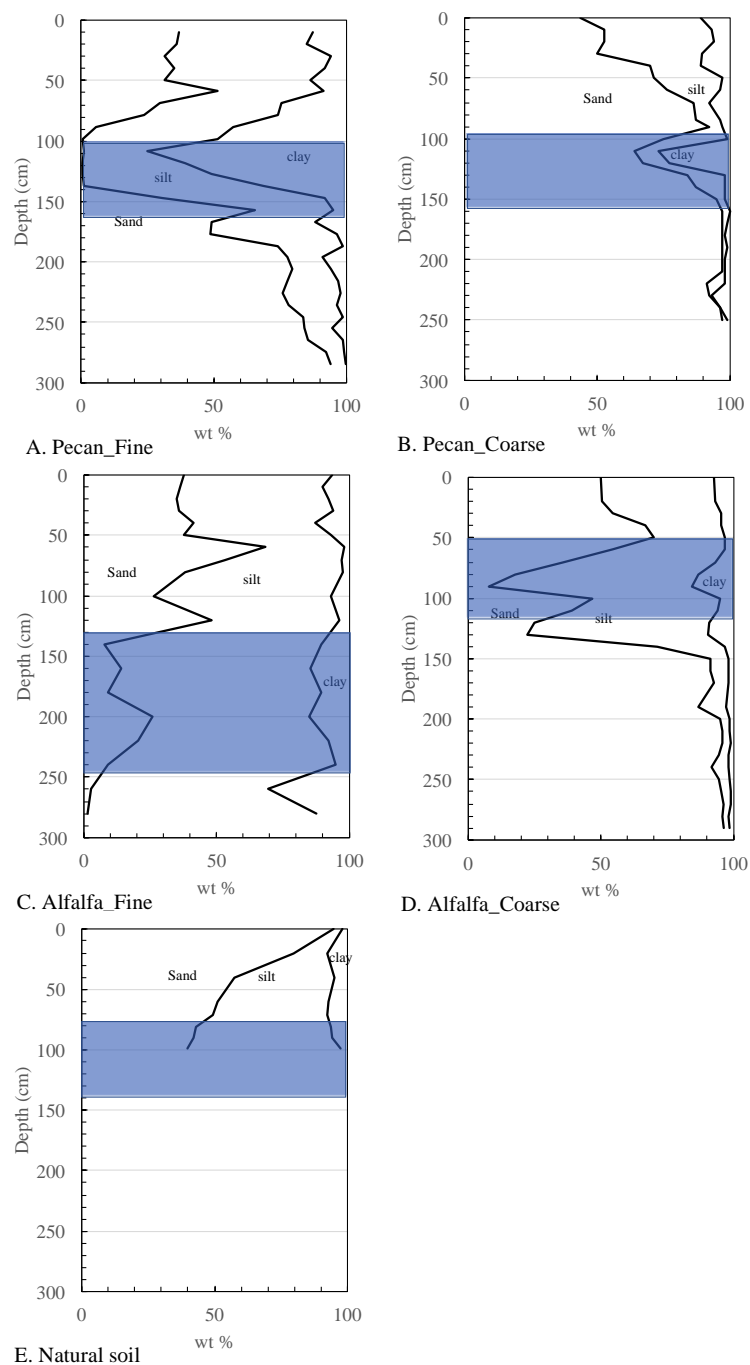 0
50
100
150
200
250
300
Depth (cm)
clay
silt
Sand
0 50 100
wt %
A. Pecan_Fine
0
50
100
150
200
250
300
Depth (cm)
Sand
silt
clay
0 50 100
wt %
B. Pecan_Coarse
0
50
100
150
200
250
300
Depth (cm)
Sand
silt
clay
0 50 100
wt %
C. Alfalfa_Fine
0
50
100
150
200
250
300
Depth (cm)
clay
Sand
silt
0 50 100
wt %
D. Alfalfa_Coarse
0
50
100
150
200
250
300
Depth (cm)
clay
Sand
silt
0 50 100
wt %
E. Natural soil